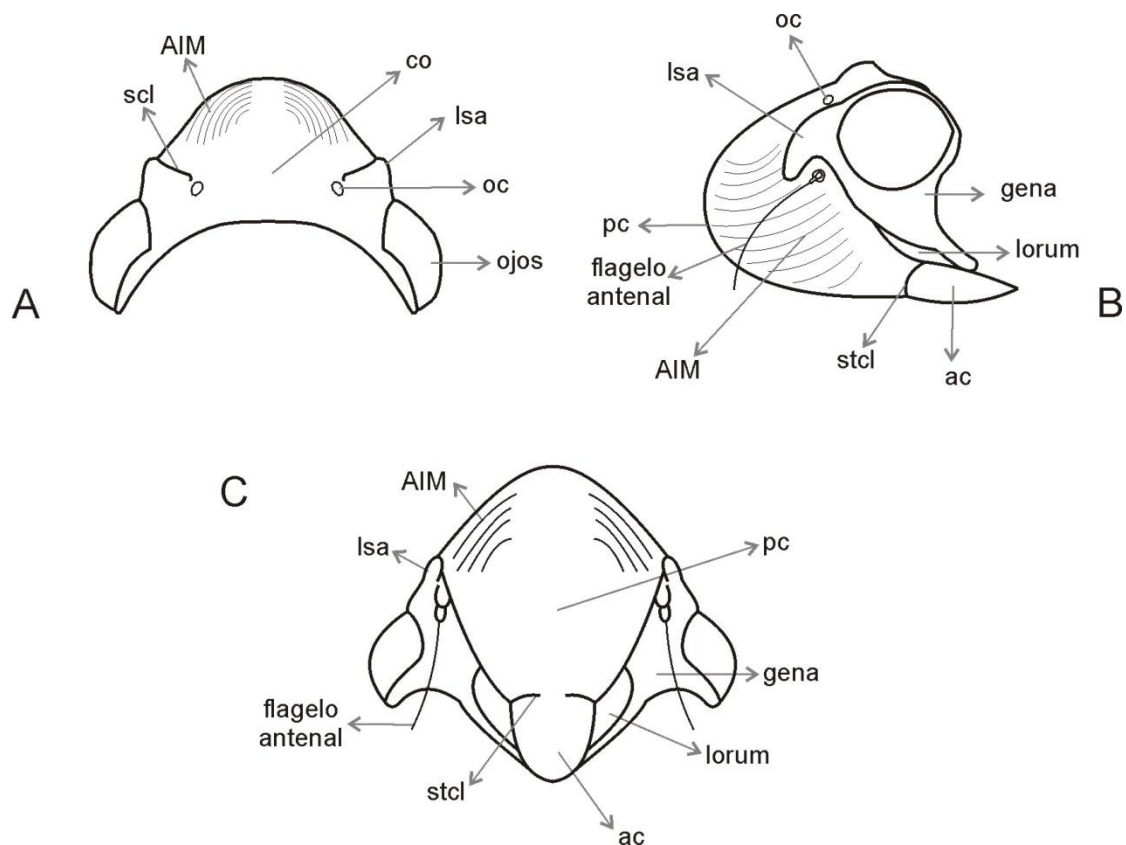 AIM
scl
co
lsa
oc
ojos
A
oc
lsa
gena
pc
lorum
flagelo
antenal
AIM
stcl
ac
B
C
AIM
lsa
pc
gena
flagelo
antenal
lorum
stcl
ac